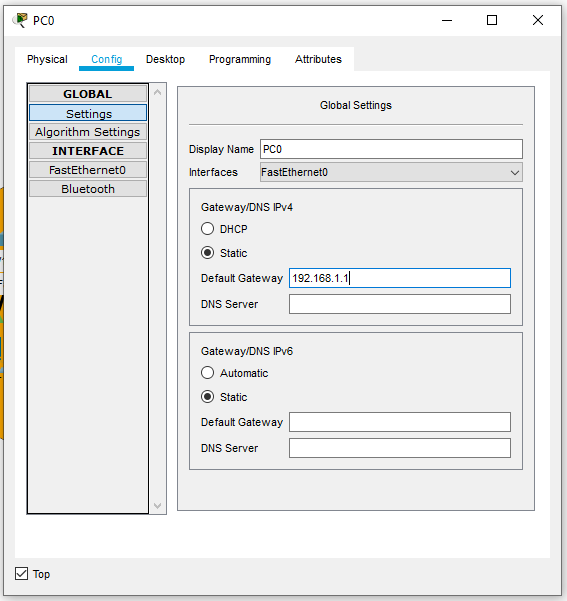 PC0
Physical Config Desktop Programming Attributes
GLOBAL
Settings
Algorithm Settings
INTERFACE
FastEthernet0
Bluetooth
Global Settings
Display Name PC0
Interfaces FastEthernet0
Gateway/DNS IPv4
DHCP
Static
Default Gateway 192.168.1.1
DNS Server
Gateway/DNS IPv6
Automatic
Static
Default Gateway
DNS Server
Top